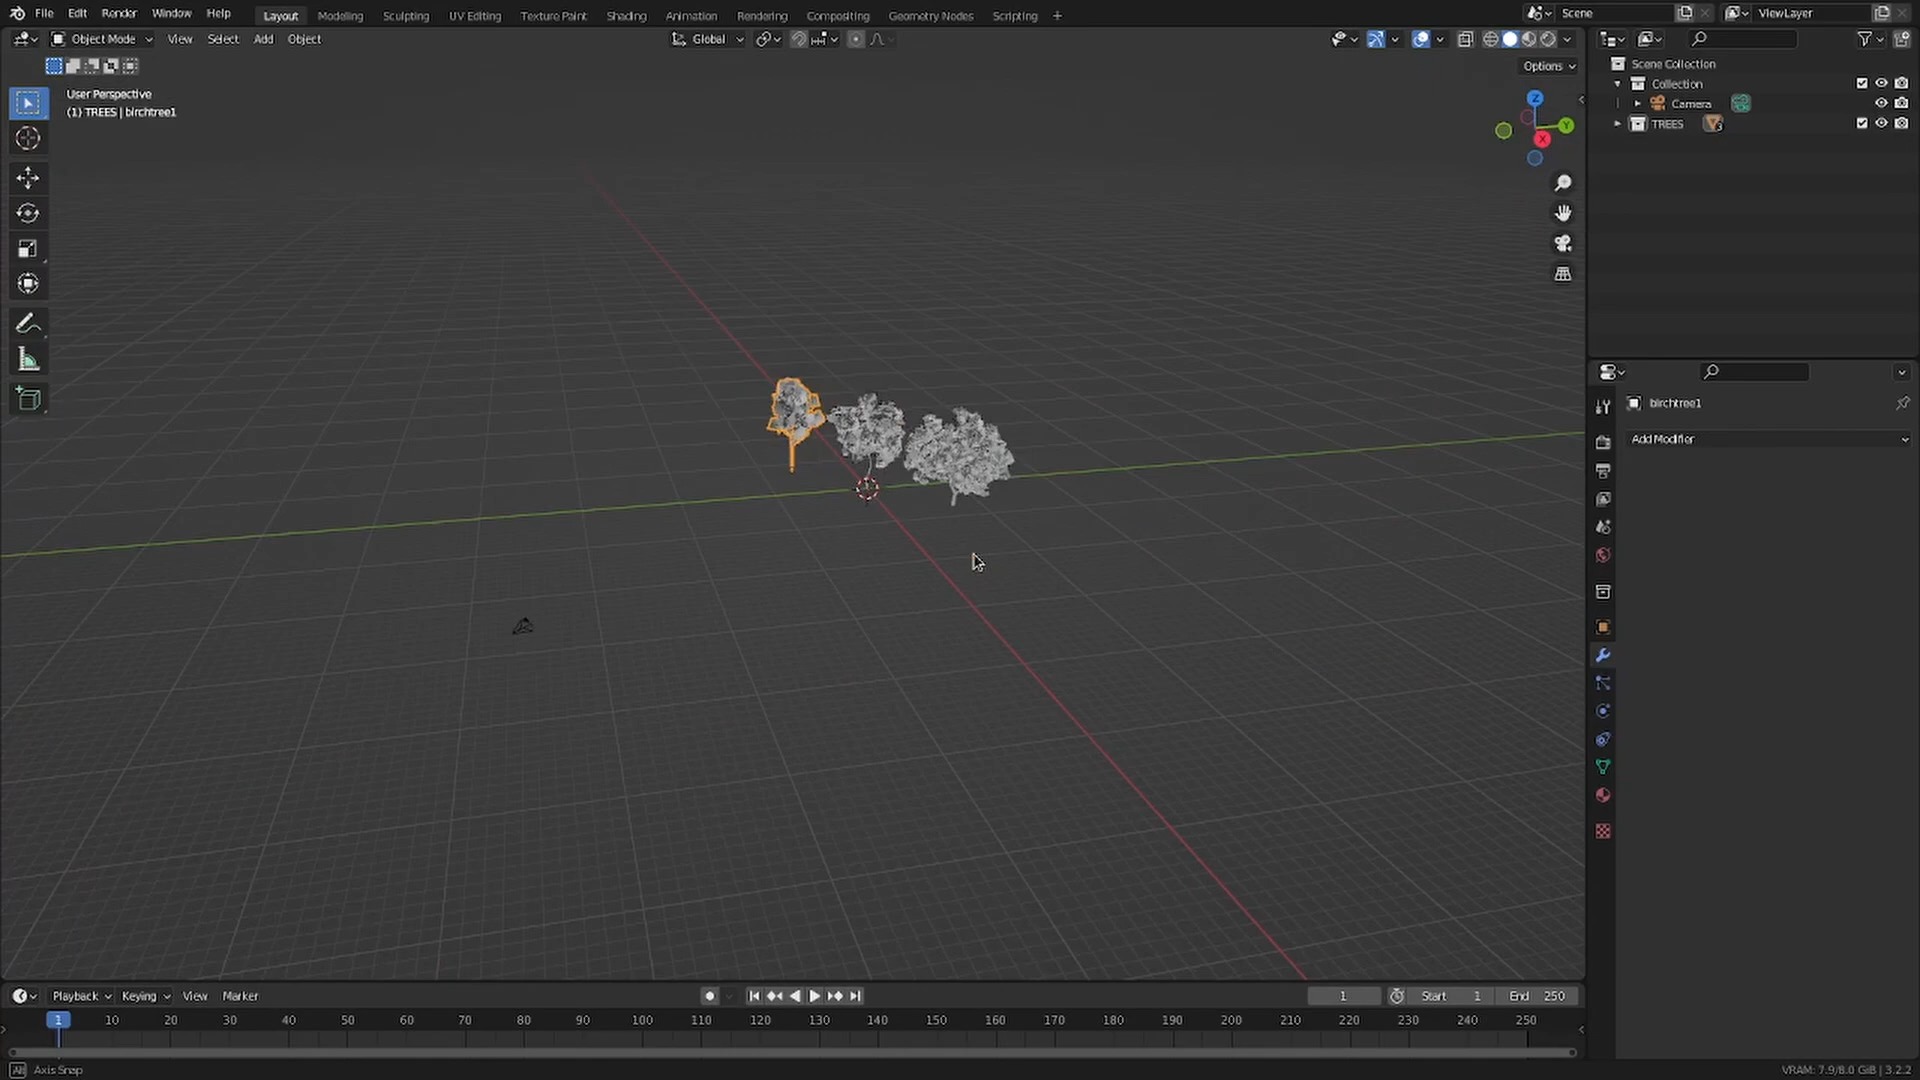 File Edit Render Window Help Layout Modeling Sculpting UV Editing Texture Paint Shading Animation Rendering Compositing Geometry Nodes Scripting + Scene ViewLayer
Object Mode View Select Add Object Global
Options
User Perspective
(1) TREES | birchtree1
Z
Y
X
Scene Collection
Collection
Camera
TREES 3
birchtree1
Add Modifier
Playback Keying View Marker 1 Start 1 End 250
1 10 20 30 40 50 60 70 80 90 100 110 120 130 140 150 160 170 180 190 200 210 220 230 240 250
Alt Axis Snap VRAM: 7.9/8.0 GiB | 3.2.2